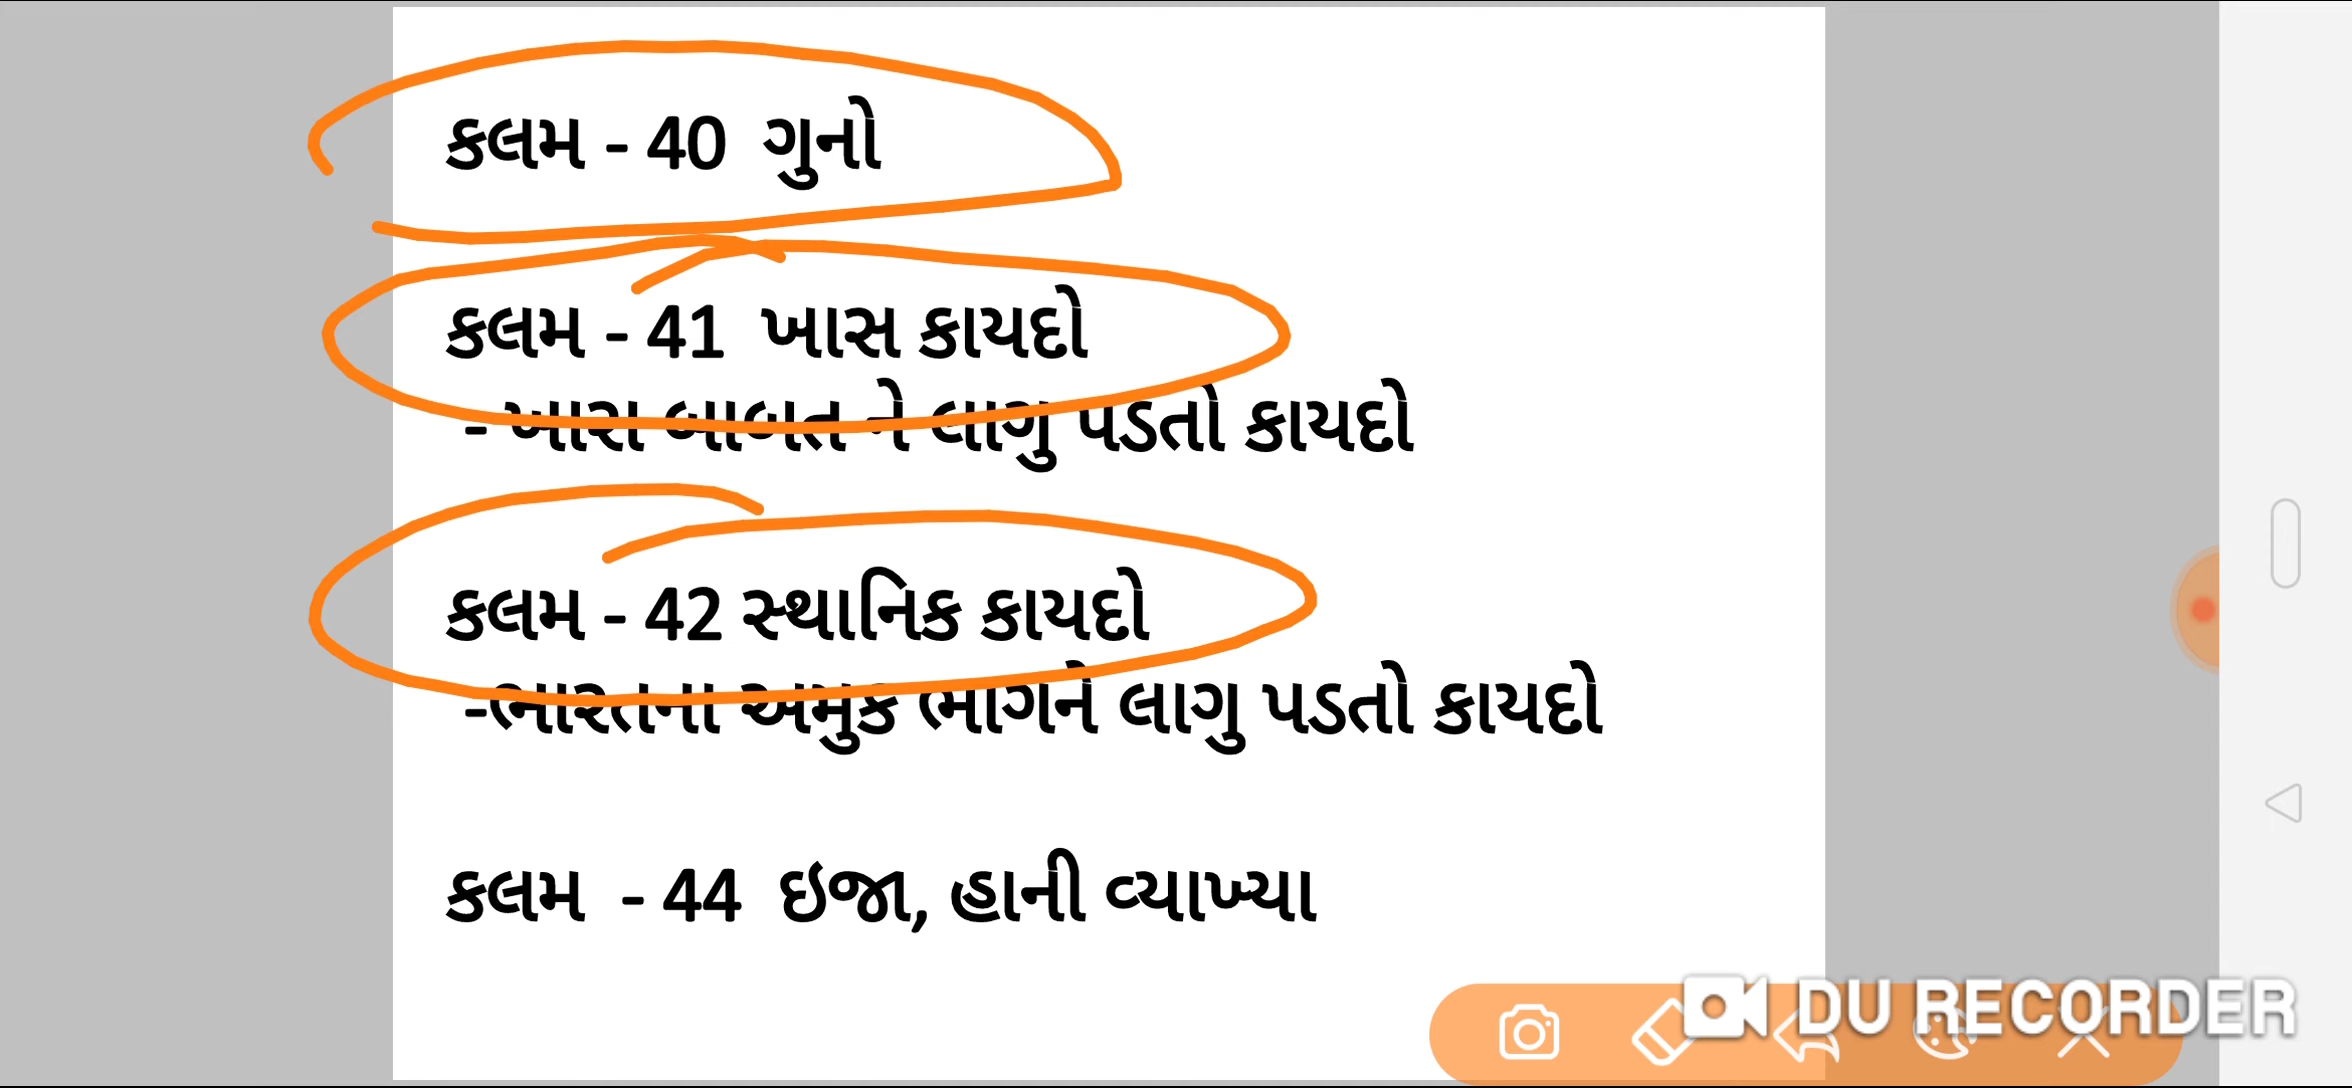 કલમ - 40 ગુનો
કલમ - 41 ખાસ કાયદો
- ખાસ બાબત ને લાગુ પડતો કાયદો
કલમ - 42 સ્થાનિક કાયદો
-ભારતના અમુક ભાગને લાગુ પડતો કાયદો
કલમ - 44 ઇજા, હાની વ્યાખ્યા
DU RECORDER